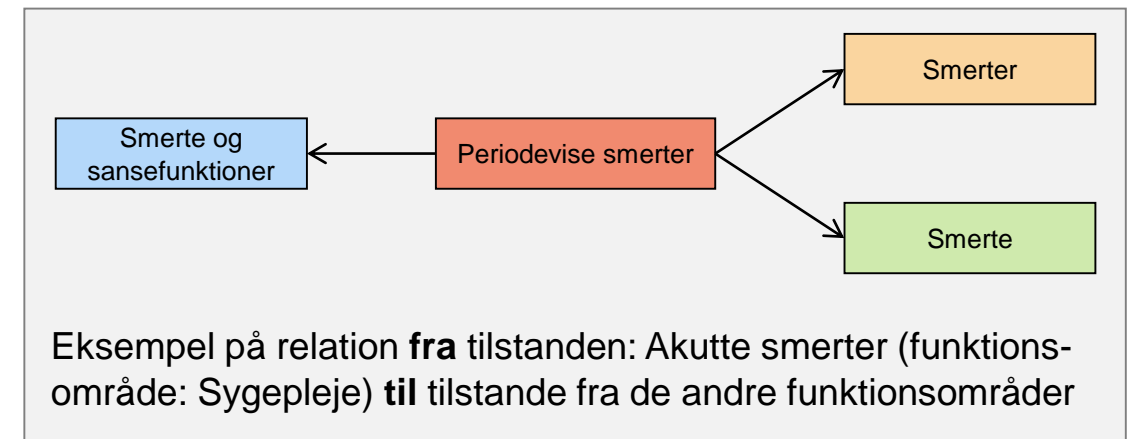 Smerter
Smerte og
sansefunktioner
Periodevise smerter
Smerte
Eksempel på relation fra tilstanden: Akutte smerter (funktions-
område: Sygepleje) til tilstande fra de andre funktionsområder